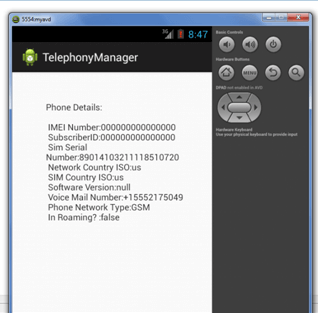 5554:myavd
3G 8:47
TelephonyManager
Phone Details:
IMEI Number:000000000000000
SubscriberID:000000000000000
Sim Serial
Number:89014103211118510720
Network Country ISO:us
SIM Country ISO:us
Software Version:null
Voice Mail Number:+15552175049
Phone Network Type:GSM
In Roaming? :false
Basic Controls
Hardware Buttons
MENU
DPAD not enabled in AVD
Hardware Keyboard
Use your physical keyboard to provide input